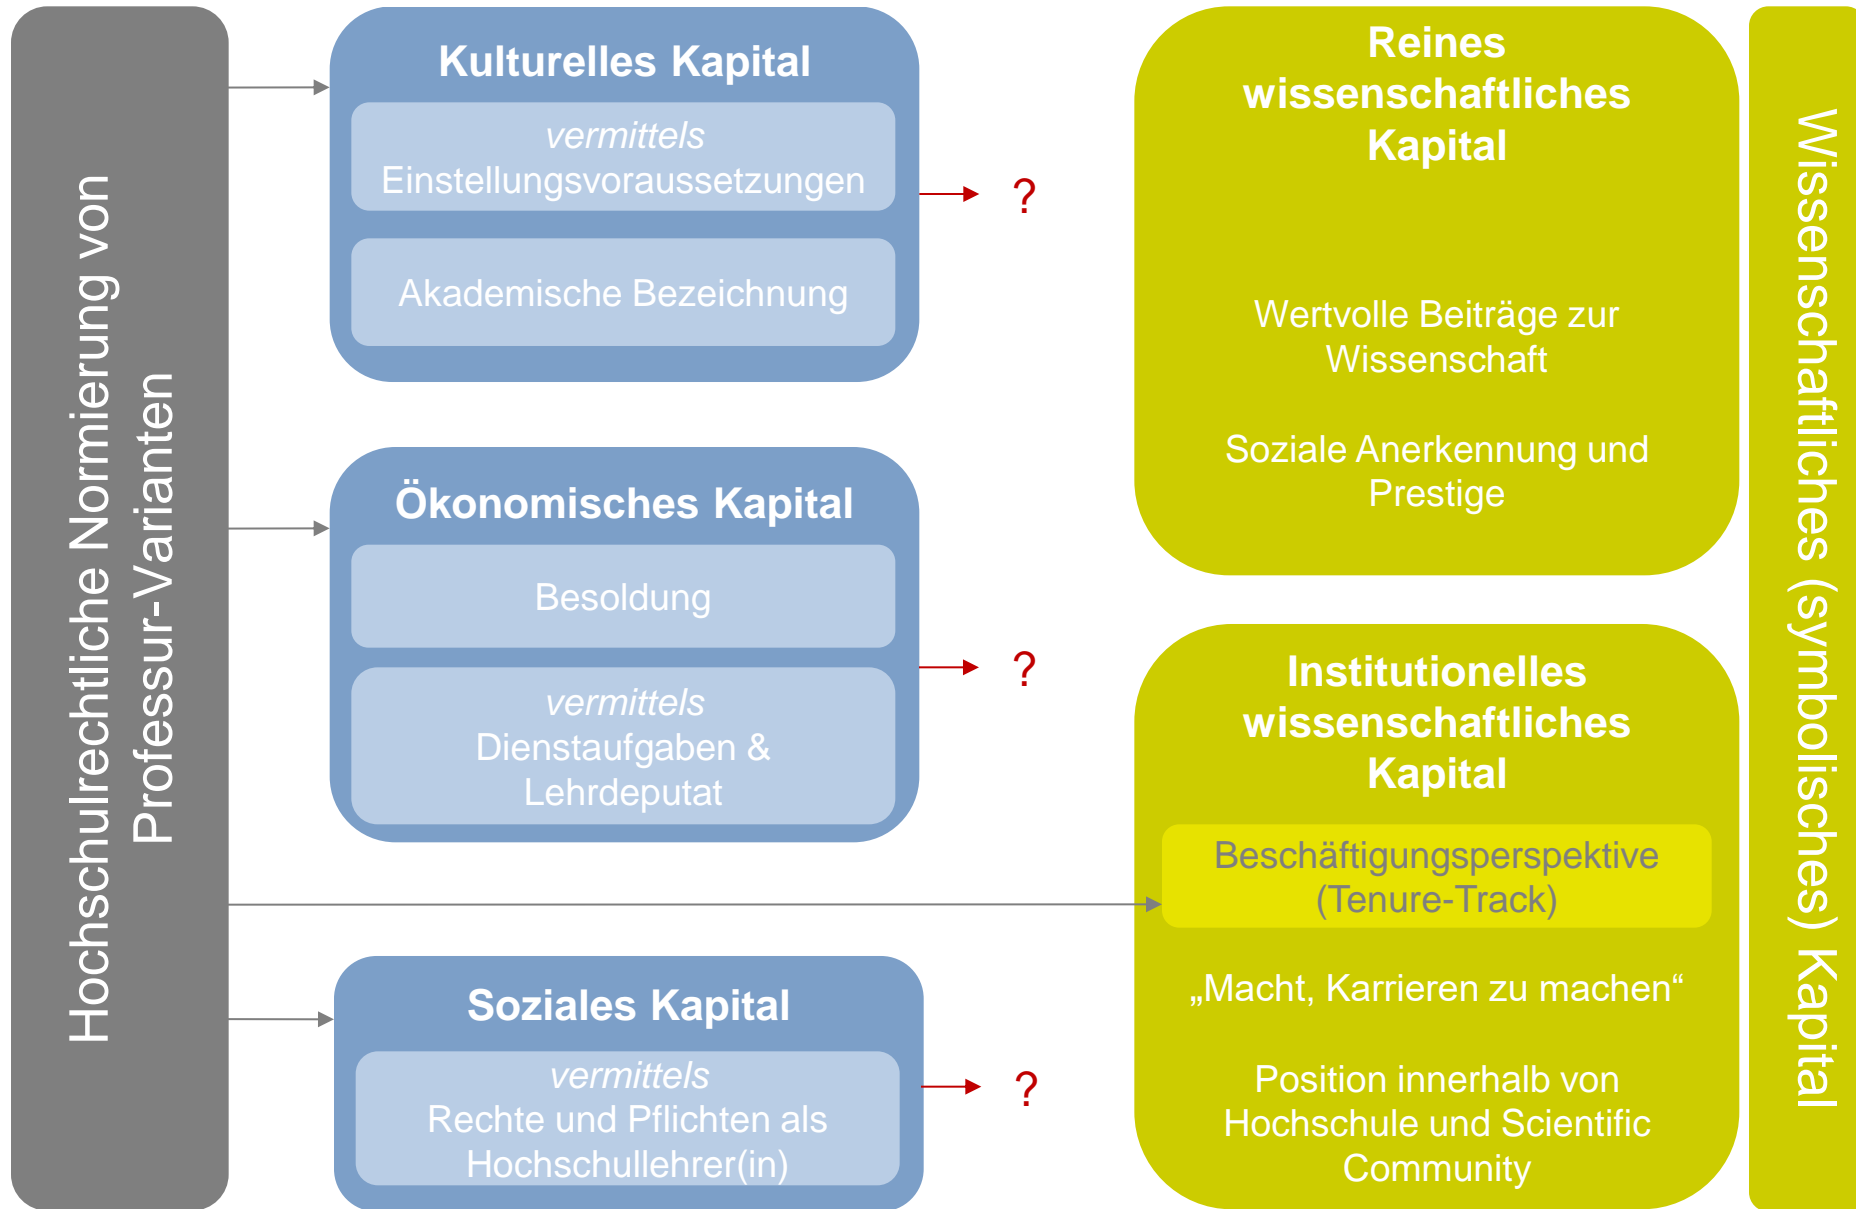 Hochschulrechtliche Normierung von
Professur-Varianten
Kulturelles Kapital
vermittels
Einstellungsvoraussetzungen
Akademische Bezeichnung
?
Ökonomisches Kapital
Besoldung
vermittels
Dienstaufgaben &
Lehrdeputat
?
Soziales Kapital
vermittels
Rechte und Pflichten als
Hochschullehrer(in)
?
Reines
wissenschaftliches
Kapital
Wertvolle Beiträge zur
Wissenschaft
Soziale Anerkennung und
Prestige
Institutionelles
wissenschaftliches
Kapital
Beschäftigungsperspektive
(Tenure-Track)
„Macht, Karrieren zu machen“
Position innerhalb von
Hochschule und Scientific
Community
Wissenschaftliches (symbolisches) Kapital